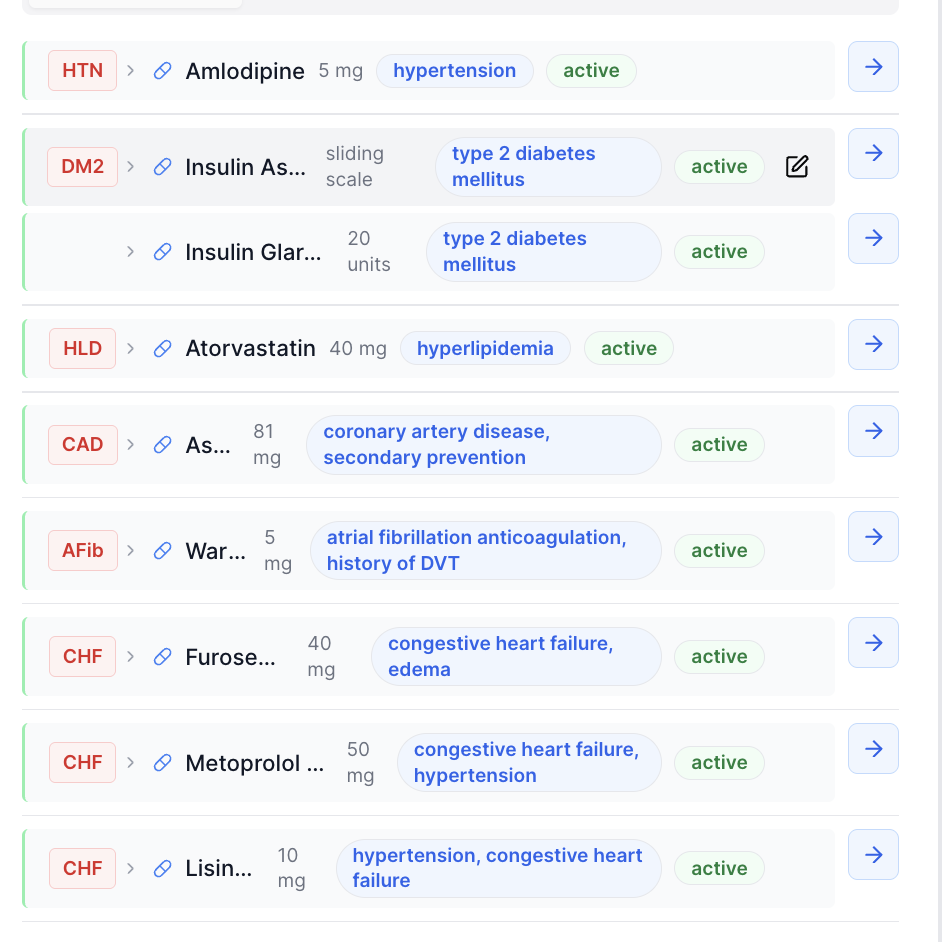 HTN Amlodipine 5 mg hypertension active
DM2 Insulin As... sliding scale type 2 diabetes mellitus active
Insulin Glar... 20 units type 2 diabetes mellitus active
HLD Atorvastatin 40 mg hyperlipidemia active
CAD As... 81 mg coronary artery disease, secondary prevention active
AFib War... 5 mg atrial fibrillation anticoagulation, history of DVT active
CHF Furose... 40 mg congestive heart failure, edema active
CHF Metoprolol ... 50 mg congestive heart failure, hypertension active
CHF Lisin... 10 mg hypertension, congestive heart failure active